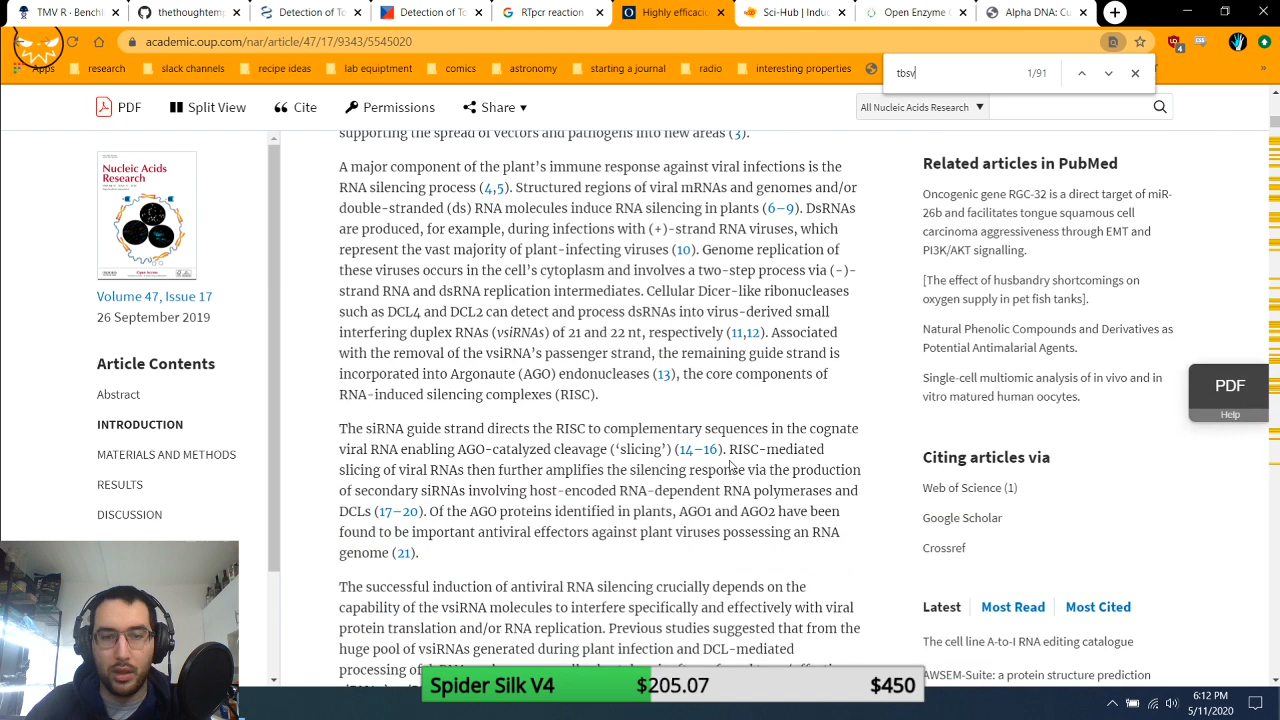 TMV R
thethoughtemp
Detection of To
Detection of To
RTpcr reaction
Highly efficacio
Sci-Hub | Induc
Open Enzyme C
Alpha DNA: Cu
academic.oup.com/nar/article/47/17/9343/5545020
Apps
research
slack channels
recipe ideas
lab equiptment
comics
astronomy
starting a journal
radio
interesting properties
tbsv
1/91
PDF
Split View
Cite
Permissions
Share
All Nucleic Acids Research
Nucleic Acids
Research
Volume 47, Issue 17
26 September 2019
Article Contents
Abstract
INTRODUCTION
MATERIALS AND METHODS
RESULTS
DISCUSSION
supporting the spread of vectors and pathogens into new areas (3).
A major component of the plant's immune response against viral infections is the
RNA silencing process (4,5). Structured regions of viral mRNAs and genomes and/or
double-stranded (ds) RNA molecules induce RNA silencing in plants (6–9). DsRNAs
are produced, for example, during infections with (+)-strand RNA viruses, which
represent the vast majority of plant-infecting viruses (10). Genome replication of
these viruses occurs in the cell's cytoplasm and involves a two-step process via (-)-
strand RNA and dsRNA replication intermediates. Cellular Dicer-like ribonucleases
such as DCL4 and DCL2 can detect and process dsRNAs into virus-derived small
interfering duplex RNAs (vsiRNAs) of 21 and 22 nt, respectively (11,12). Associated
with the removal of the vsiRNA's passenger strand, the remaining guide strand is
incorporated into Argonaute (AGO) endonucleases (13), the core components of
RNA-induced silencing complexes (RISC).
The siRNA guide strand directs the RISC to complementary sequences in the cognate
viral RNA enabling AGO-catalyzed cleavage ('slicing') (14–16). RISC-mediated
slicing of viral RNAs then further amplifies the silencing response via the production
of secondary siRNAs involving host-encoded RNA-dependent RNA polymerases and
DCLs (17–20). Of the AGO proteins identified in plants, AGO1 and AGO2 have been
found to be important antiviral effectors against plant viruses possessing an RNA
genome (21).
The successful induction of antiviral RNA silencing crucially depends on the
capability of the vsiRNA molecules to interfere specifically and effectively with viral
protein translation and/or RNA replication. Previous studies suggested that from the
huge pool of vsiRNAs generated during plant infection and DCL-mediated
Related articles in PubMed
Oncogenic gene RGC-32 is a direct target of miR-
26b and facilitates tongue squamous cell
carcinoma aggressiveness through EMT and
PI3K/AKT signalling.
[The effect of husbandry shortcomings on
oxygen supply in pet fish tanks].
Natural Phenolic Compounds and Derivatives as
Potential Antimalarial Agents.
Single-cell multiomic analysis of in vivo and in
vitro matured human oocytes.
Citing articles via
Web of Science (1)
Google Scholar
Crossref
Latest
Most Read
Most Cited
The cell line A-to-I RNA editing catalogue
AWSEM-Suite: a protein structure prediction
PDF
Help
Spider Silk V4
$205.07
$450
6:12 PM
5/11/2020